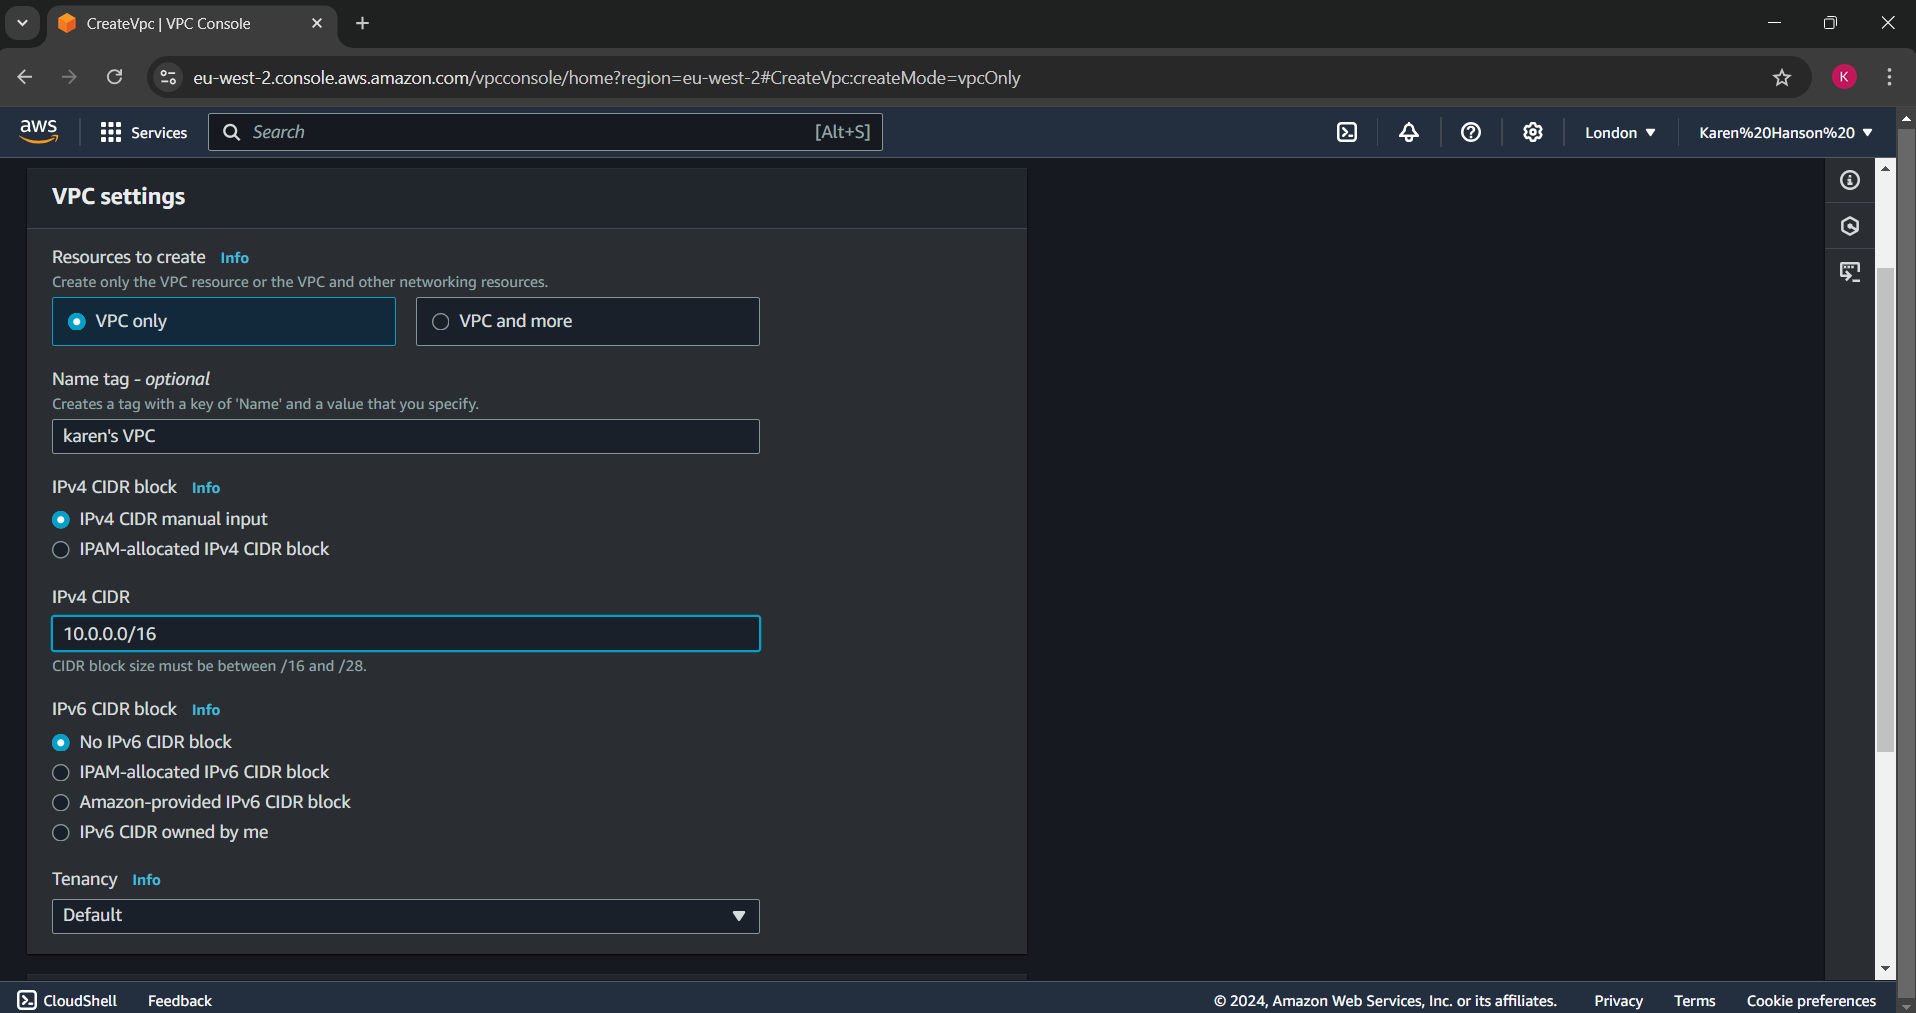 CreateVpc | VPC Console
eu-west-2.console.aws.amazon.com/vpcconsole/home?region=eu-west-2#CreateVpc:createMode=vpcOnly
K
aws
Services
Search
[Alt+S]
London
Karen%20Hanson%20
VPC settings
Resources to create Info
Create only the VPC resource or the VPC and other networking resources.
VPC only
VPC and more
Name tag - optional
Creates a tag with a key of 'Name' and a value that you specify.
karen's VPC
IPv4 CIDR block Info
IPv4 CIDR manual input
IPAM-allocated IPv4 CIDR block
IPv4 CIDR
10.0.0.0/16
CIDR block size must be between /16 and /28.
IPv6 CIDR block Info
No IPv6 CIDR block
IPAM-allocated IPv6 CIDR block
Amazon-provided IPv6 CIDR block
IPv6 CIDR owned by me
Tenancy Info
Default
CloudShell
Feedback
© 2024, Amazon Web Services, Inc. or its affiliates.
Privacy
Terms
Cookie preferences